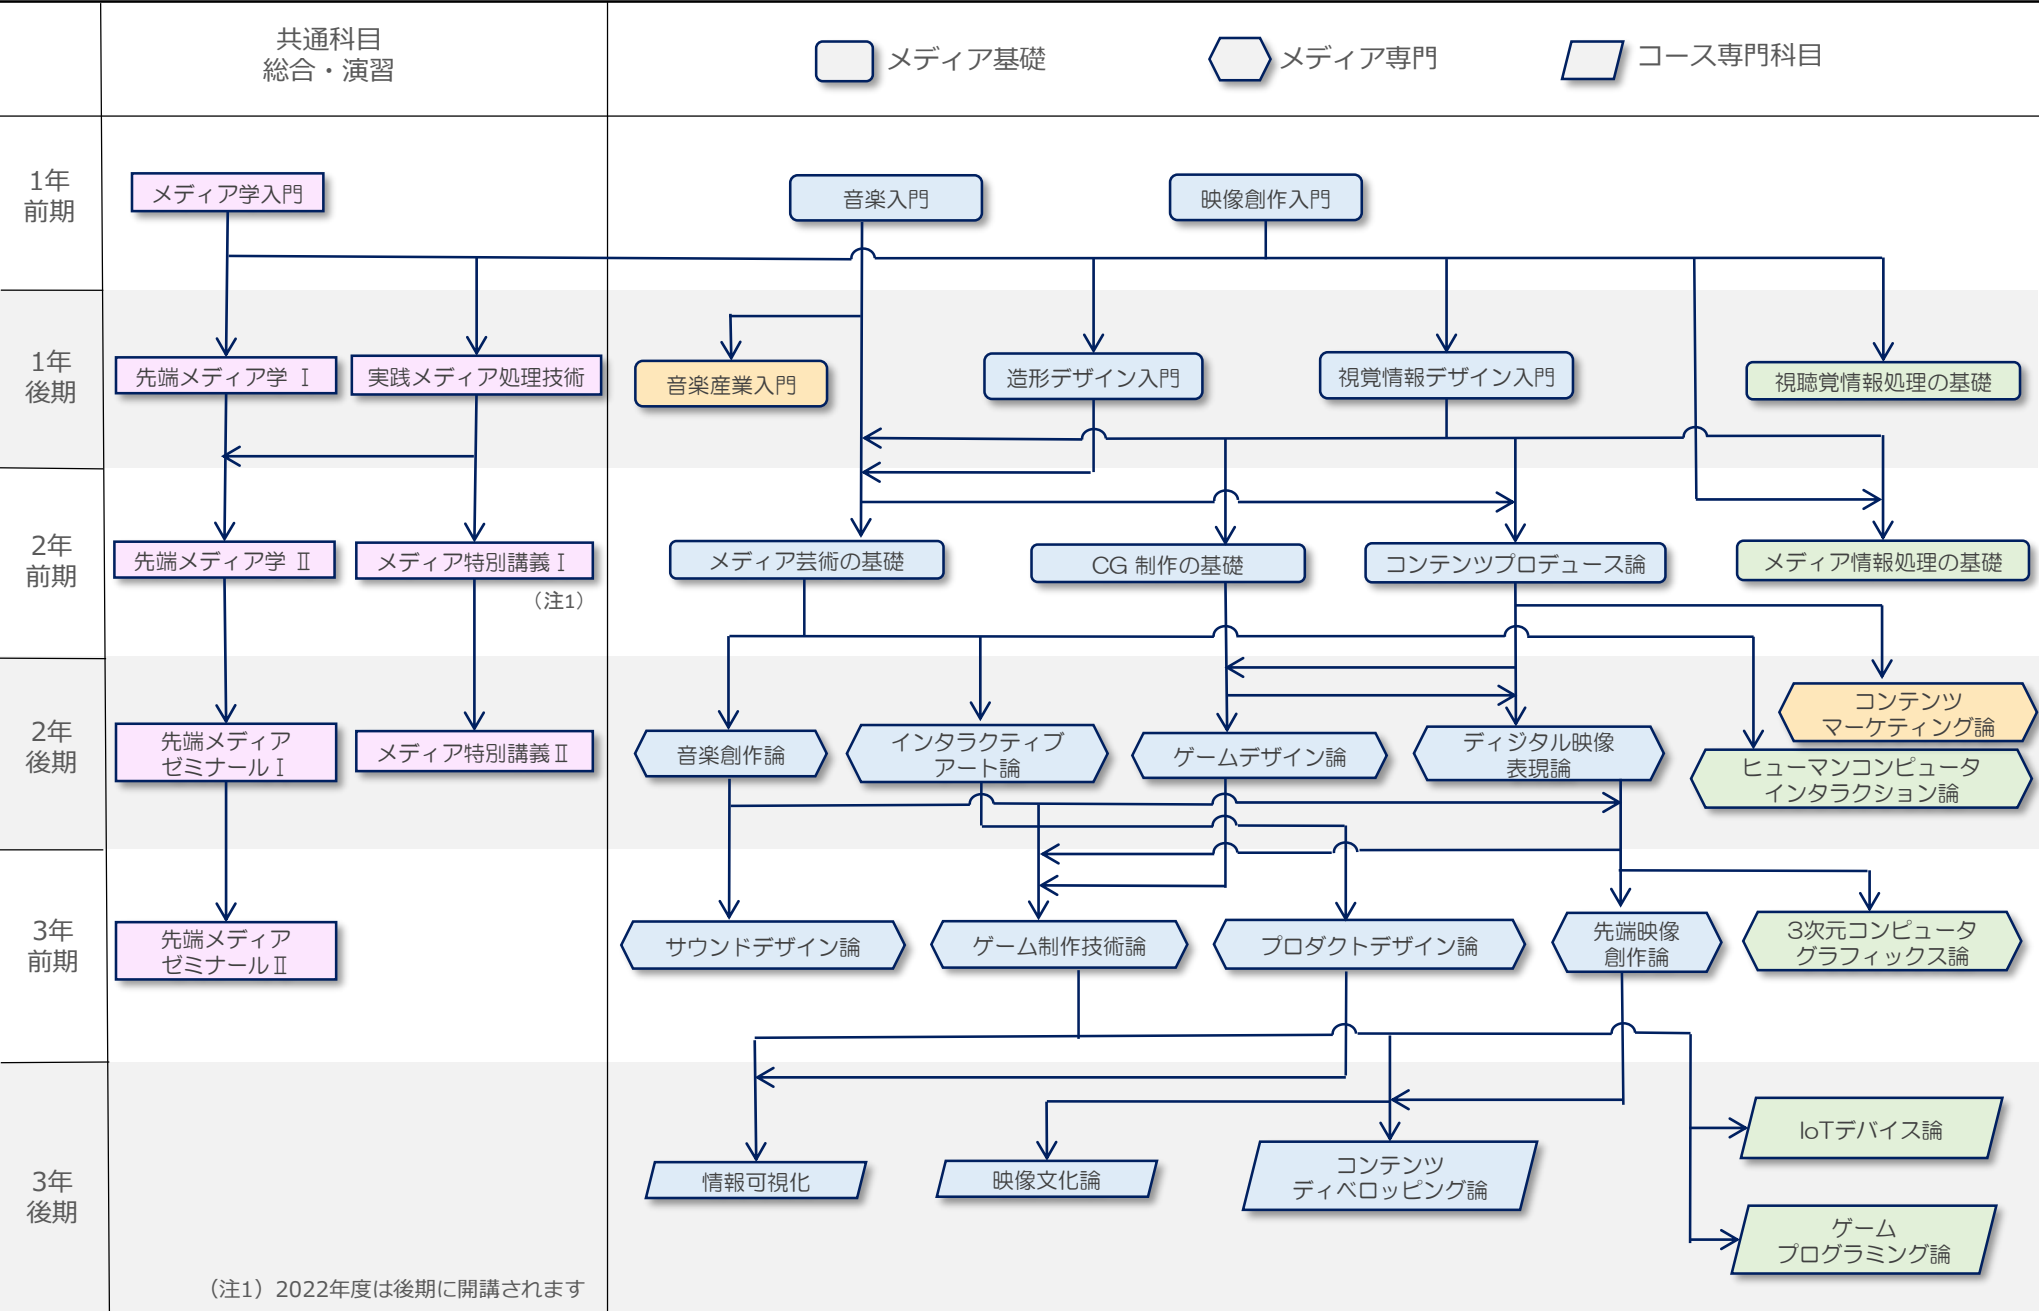 共通科目
総合・演習
メディア基礎
メディア専門
コース専門科目
1年
前期
メディア学入門
音楽入門
映像創作入門
1年
後期
先端メディア学 Ⅰ
実践メディア処理技術
音楽産業入門
造形デザイン入門
視覚情報デザイン入門
視聴覚情報処理の基礎
2年
前期
先端メディア学 Ⅱ
メディア特別講義Ⅰ
（注1）
メディア芸術の基礎
CG 制作の基礎
コンテンツプロデュース論
メディア情報処理の基礎
2年
後期
先端メディア
ゼミナールⅠ
メディア特別講義Ⅱ
音楽創作論
インタラクティブ
アート論
ゲームデザイン論
ディジタル映像
表現論
コンテンツ
マーケティング論
ヒューマンコンピュータ
インタラクション論
3年
前期
先端メディア
ゼミナールⅡ
サウンドデザイン論
ゲーム制作技術論
プロダクトデザイン論
先端映像
創作論
3次元コンピュータ
グラフィックス論
3年
後期
情報可視化
映像文化論
コンテンツ
ディベロッピング論
IoTデバイス論
ゲーム
プログラミング論
（注1）2022年度は後期に開講されます